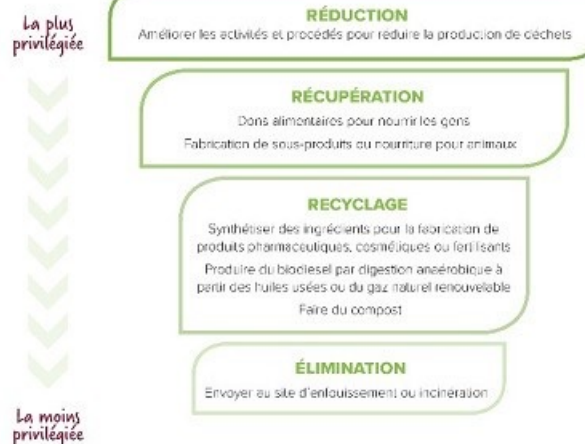 La plus
privilégiée
RÉDUCTION
Améliorer les activités et procédés pour réduire la production de déchets
RÉCUPÉRATION
Dons alimentaires pour nourrir les gens
Fabrication de sous-produits ou nourriture pour animaux
RECYCLAGE
Synthétiser des ingrédients pour la fabrication de
produits pharmaceutiques, cosmétiques ou fertilisants
Produire du biodiesel par digestion anaérobique à
partir des huiles usées ou du gaz naturel renouvelable
Faire du compost
ÉLIMINATION
Envoyer au site d'enfouissement ou incinération
La moins
privilégiée